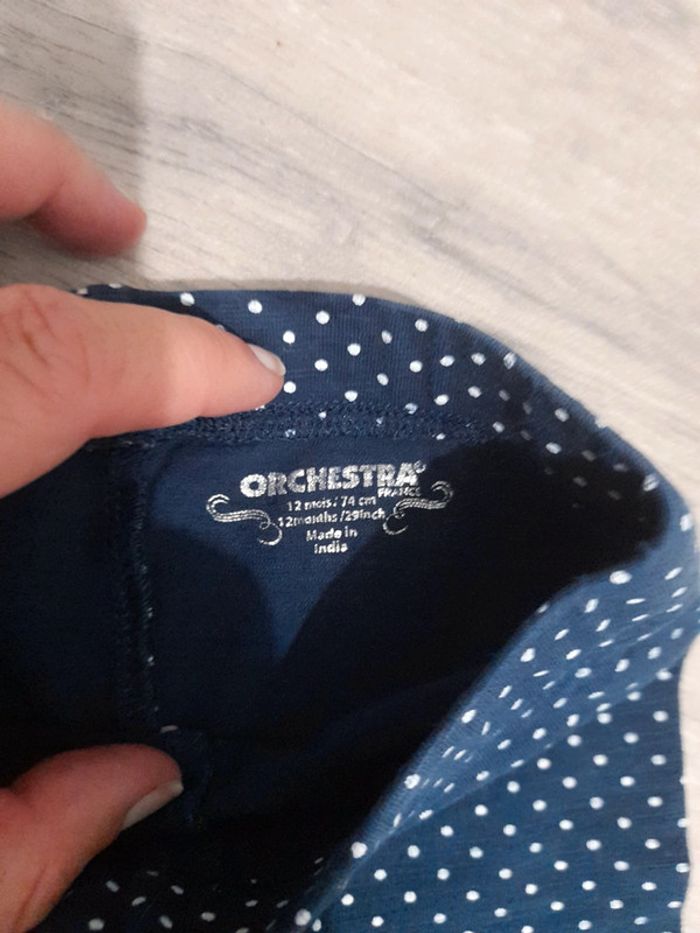 ORCHESTRA®
FRANCE
12 mois / 74 cm
12months /29inch
Made in
India